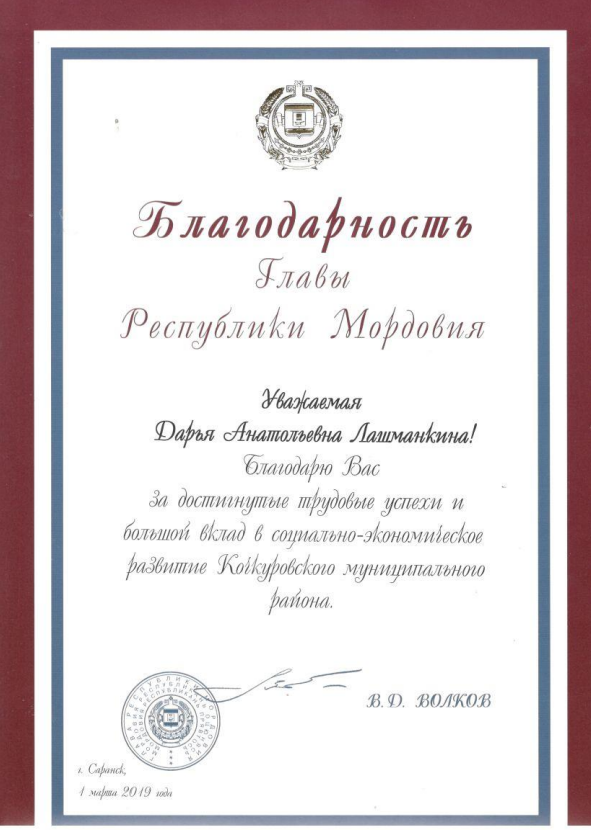 Благодарность
Главы
Республики Мордовия
Уважаемая
Дарья Анатольевна Лашманкина!
Благодарю Вас
за достигнутые трудовые успехи и
большой вклад в социально-экономическое
развитие Кочкуровского муниципального
района.
В.Д. ВОЛКОВ
г. Саранск,
1 марта 2019 года